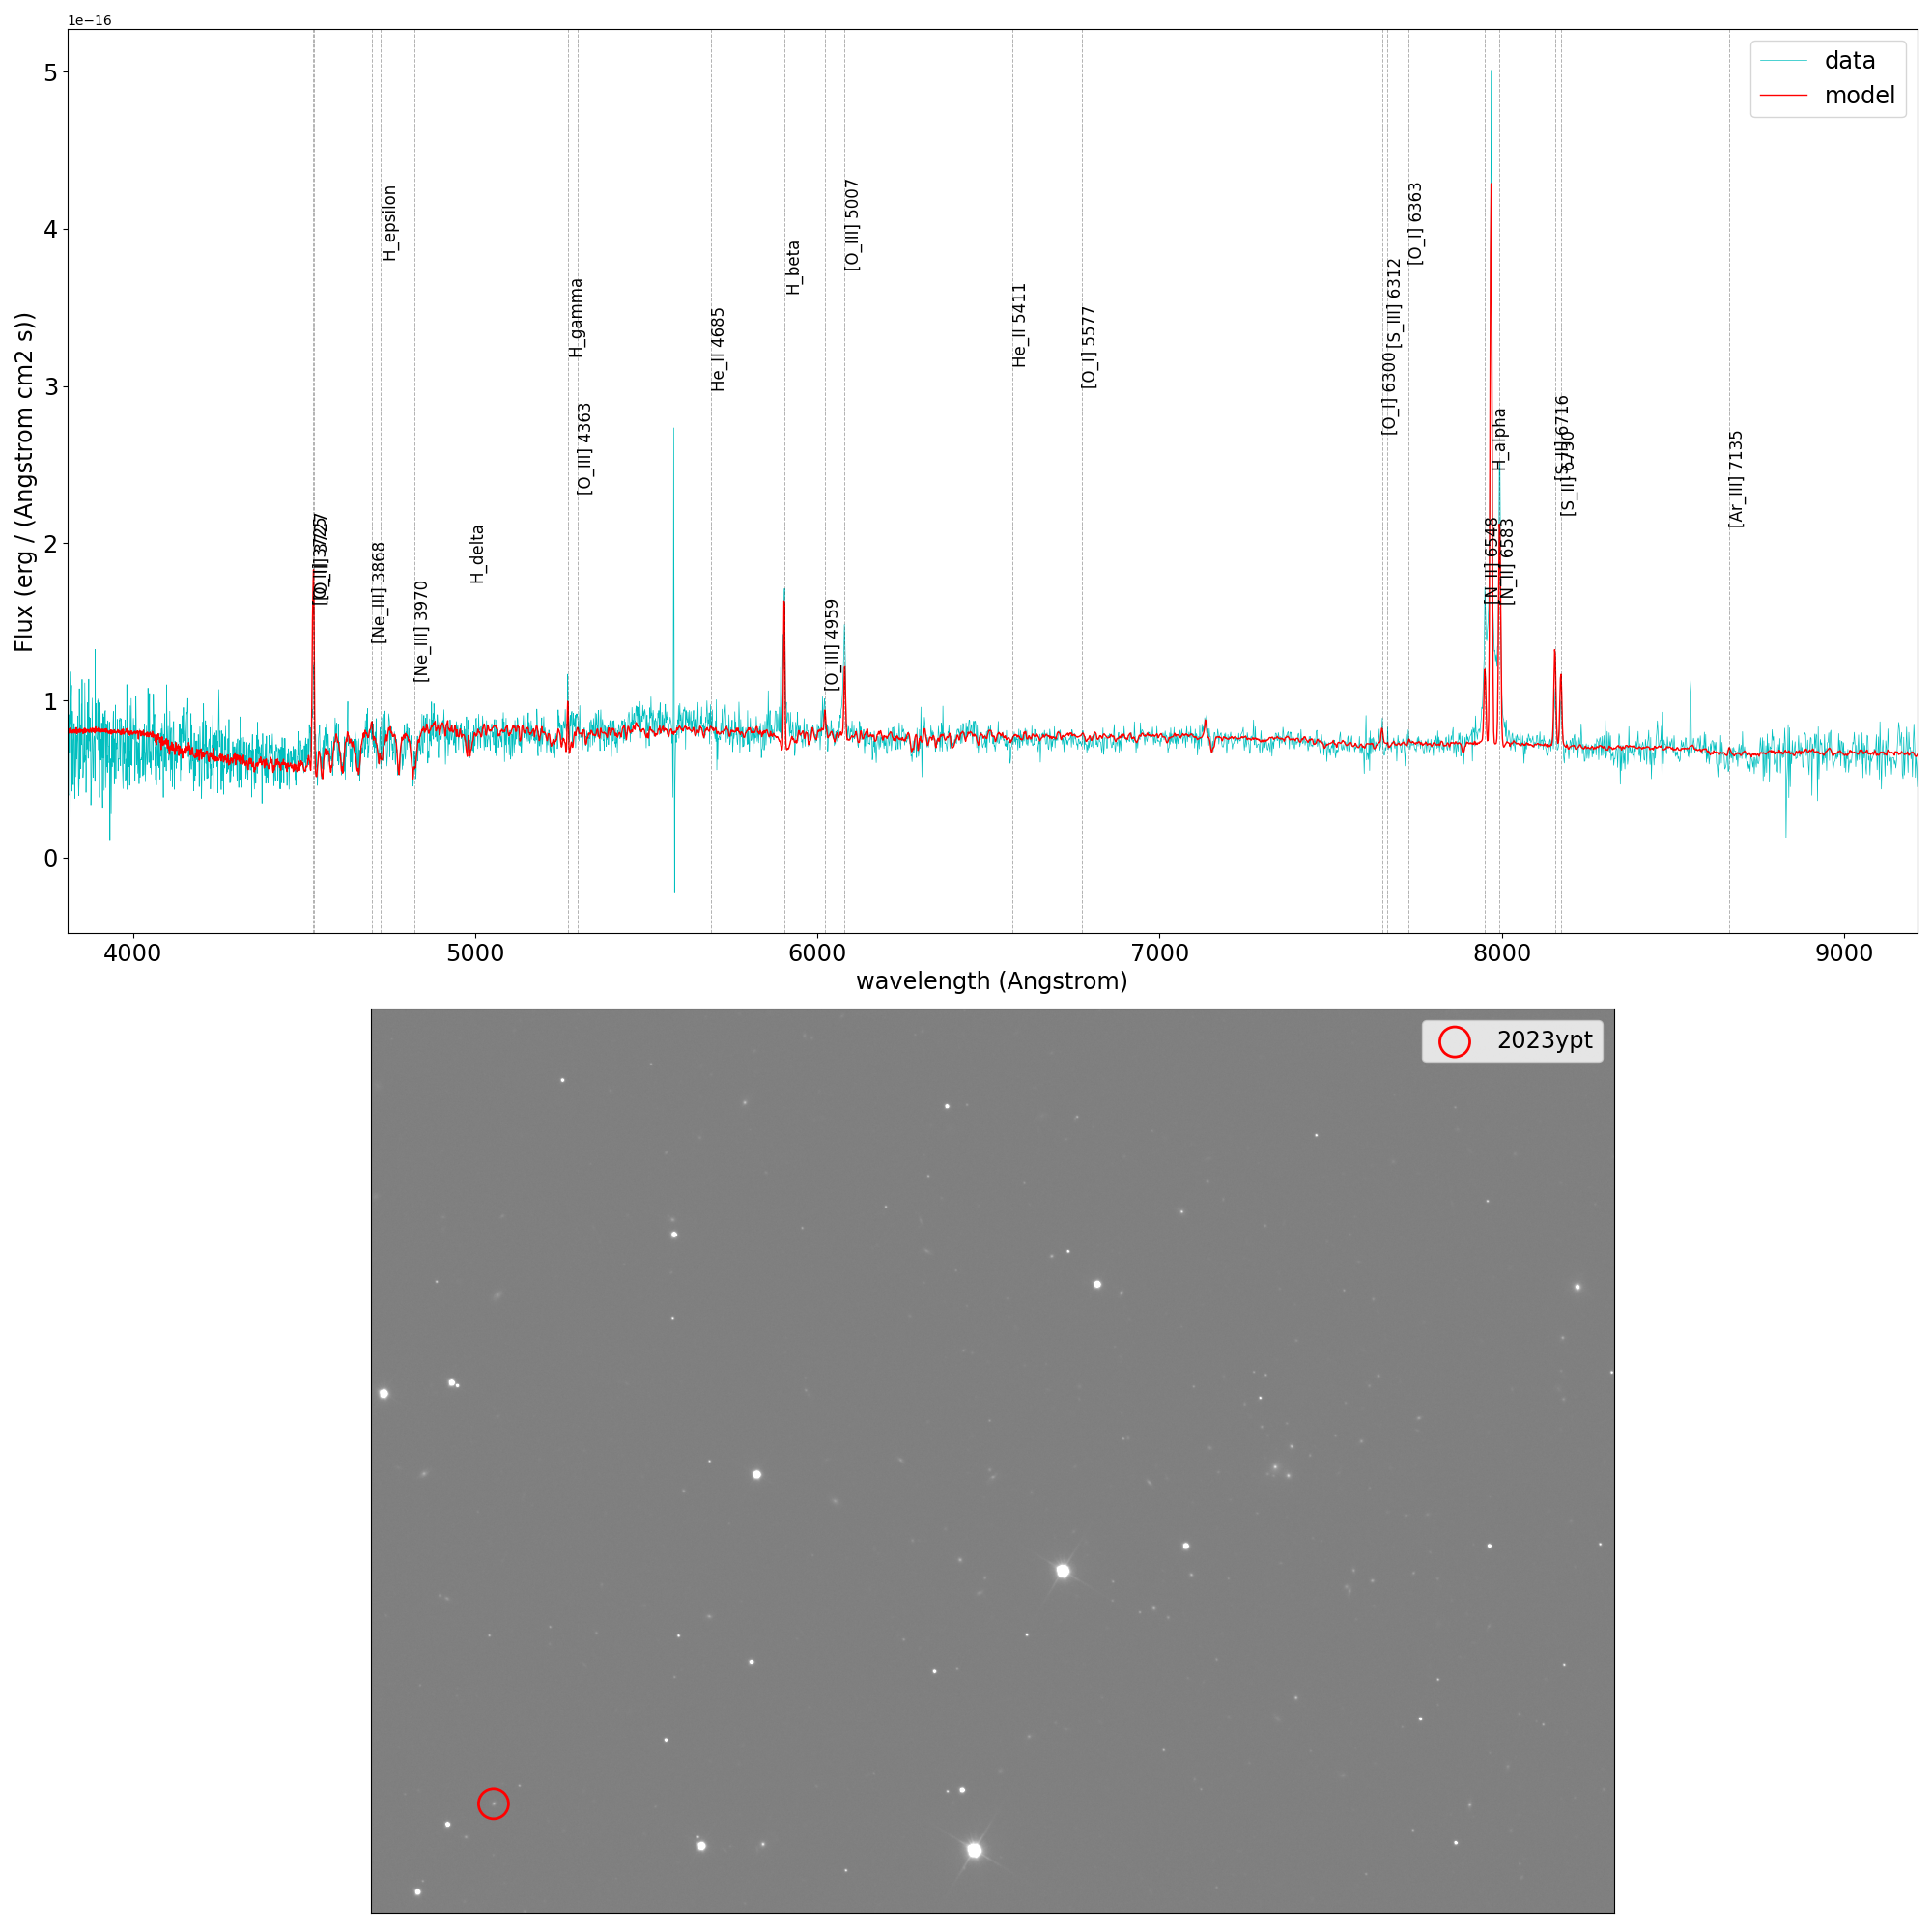 1e−16
data
model
5
4
3
2
1
0
Flux (erg / (Angstrom cm2 s))
[O_II] 3727
[Ne_III] 3868
H_epsilon
[Ne_III] 3970
H_delta
H_gamma
[O_III] 4363
He_II 4685
H_beta
[O_III] 4959
[O_III] 5007
He_II 5411
[O_I] 5577
[O_I] 6300
[S_III] 6312
[O_I] 6363
[N_II] 6548
H_alpha
[N_II] 6583
[S_II] 6716
[S_II] 6730
[Ar_III] 7135
4000
5000
6000
7000
8000
9000
wavelength (Angstrom)
2023ypt